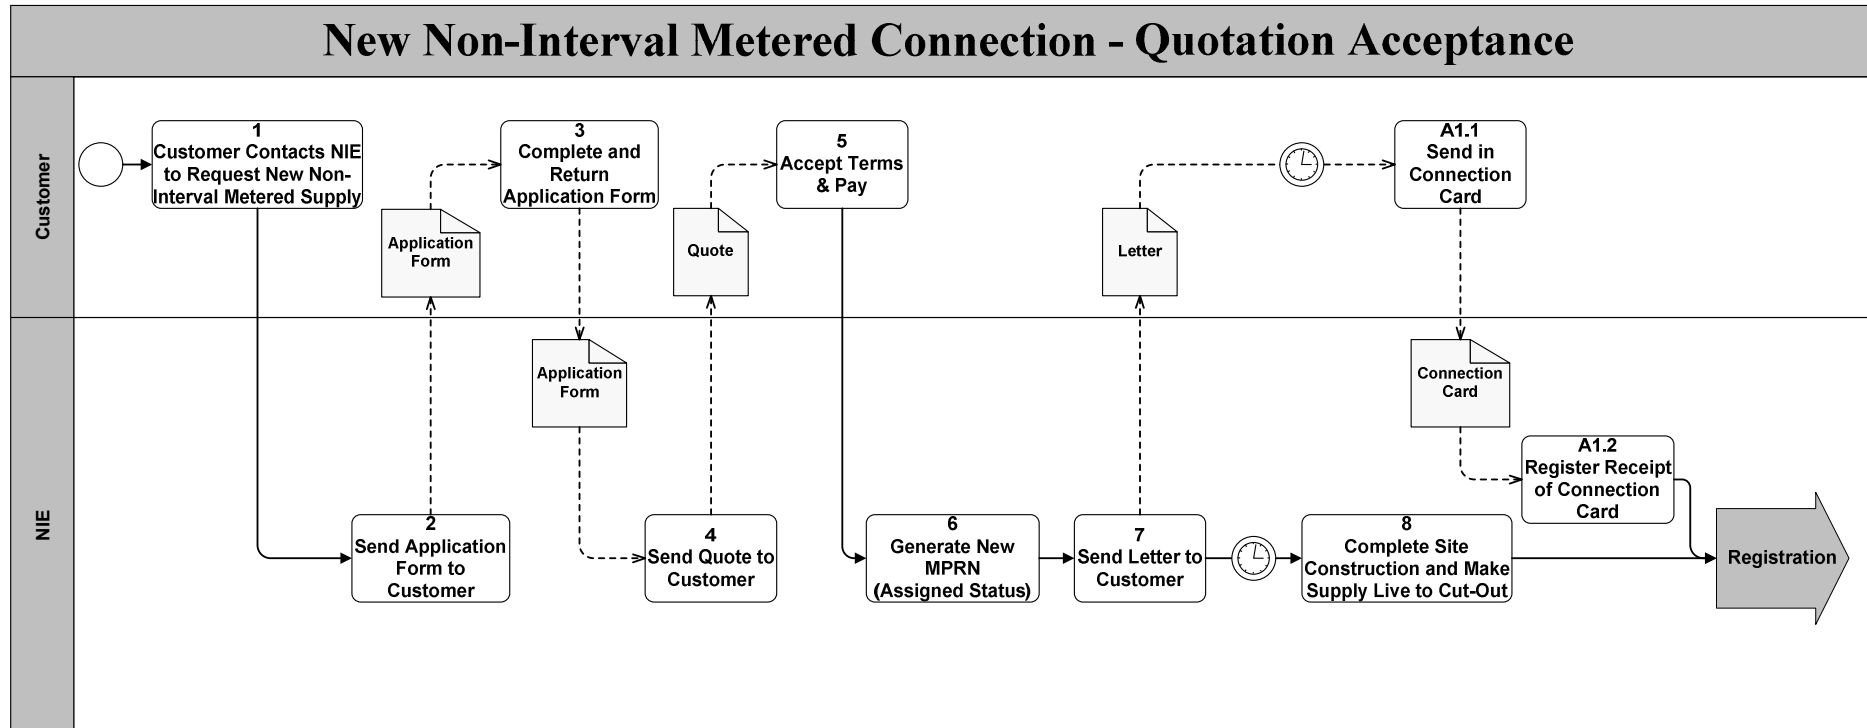 New Non-Interval Metered Connection - Quotation Acceptance
Customer
1
Customer Contacts NIE
to Request New Non-
Interval Metered Supply
3
Complete and
Return
Application Form
5
Accept Terms
& Pay
A1.1
Send in
Connection
Card
Application
Form
Quote
Letter
NIE
Application
Form
Connection
Card
A1.2
Register Receipt
of Connection
Card
2
Send Application
Form to
Customer
4
Send Quote to
Customer
6
Generate New
MPRN
(Assigned Status)
7
Send Letter to
Customer
8
Complete Site
Construction and Make
Supply Live to Cut-Out
Registration